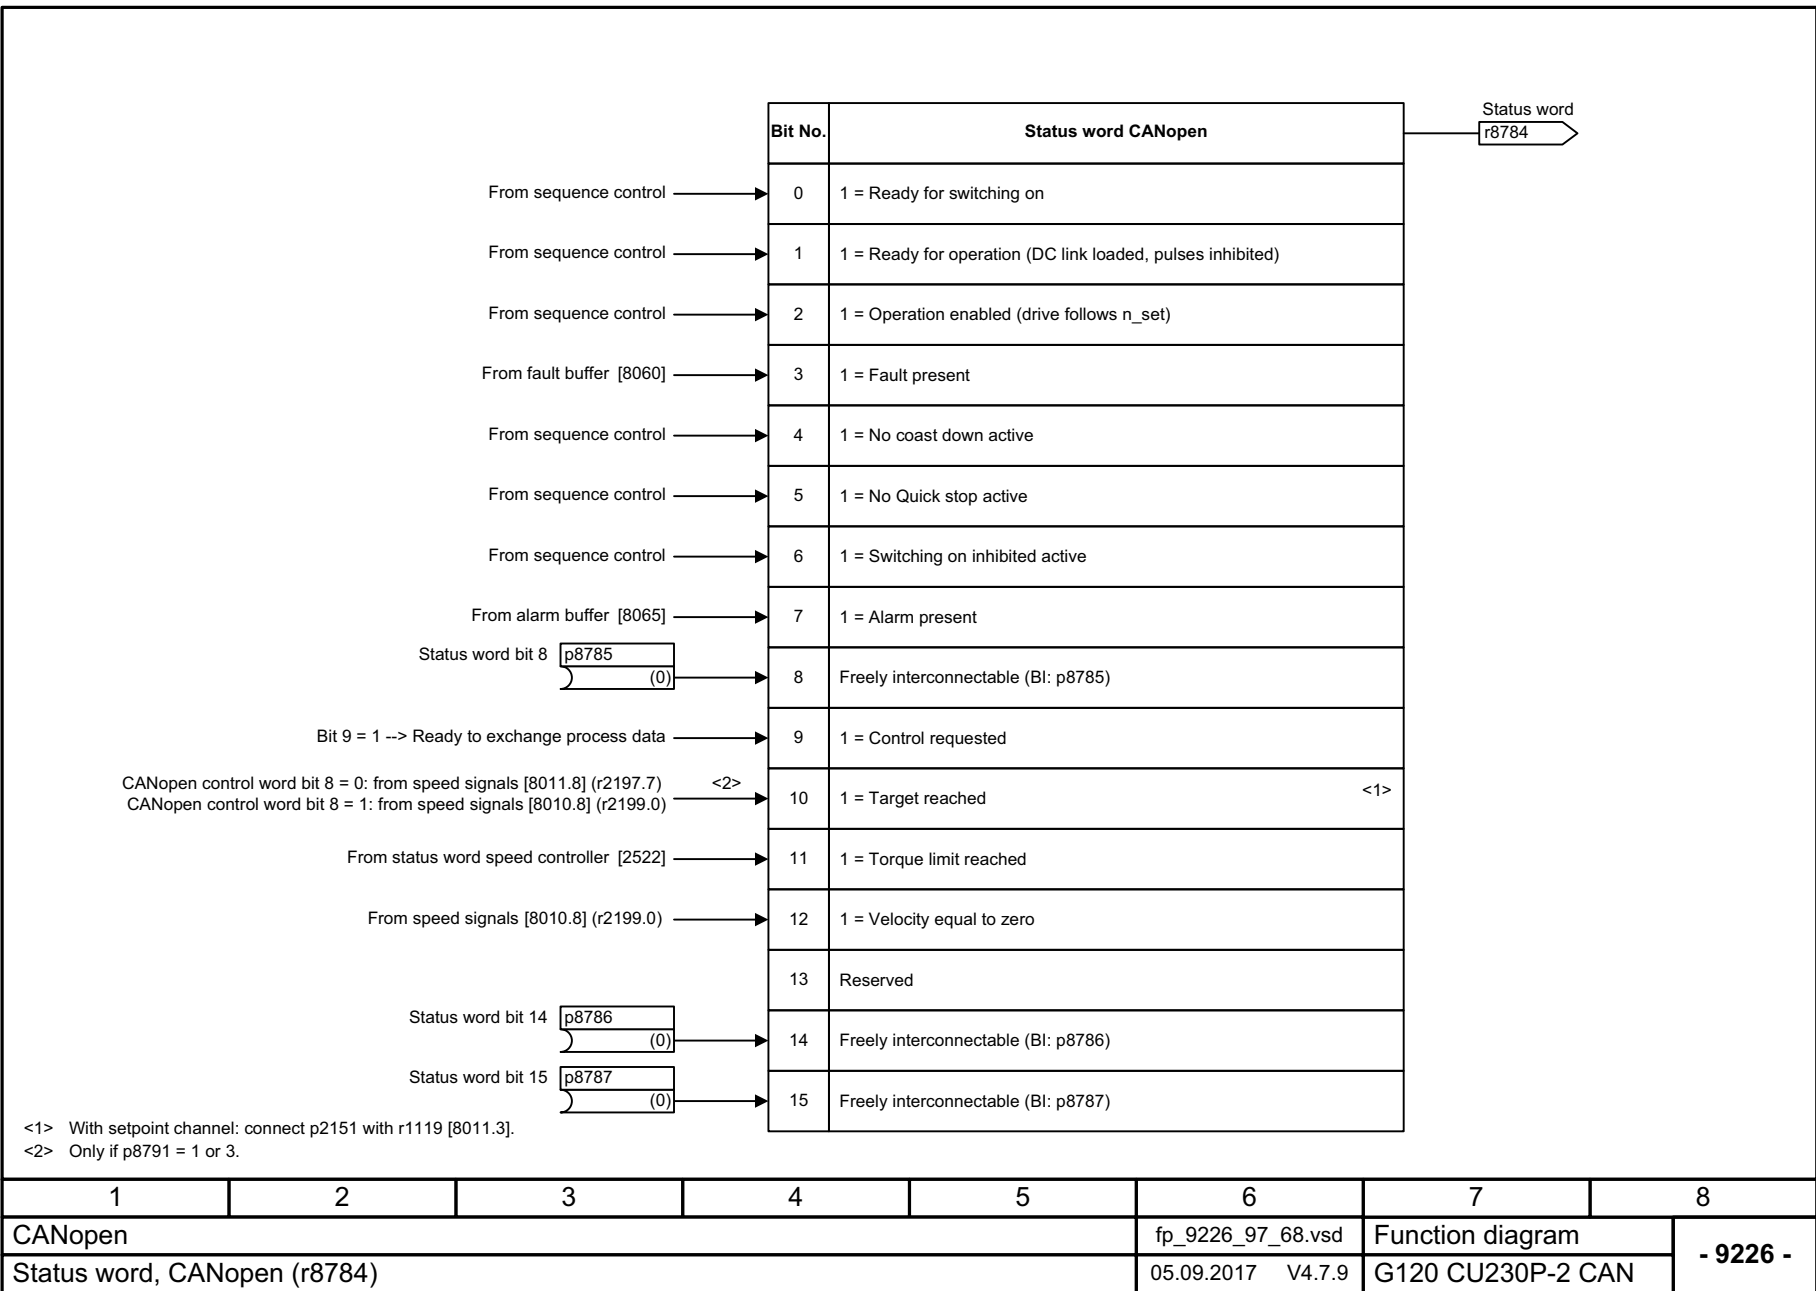 Status word
r8784
Bit No. Status word CANopen
From sequence control 0 1 = Ready for switching on
From sequence control 1 1 = Ready for operation (DC link loaded, pulses inhibited)
From sequence control 2 1 = Operation enabled (drive follows n_set)
From fault buffer [8060] 3 1 = Fault present
From sequence control 4 1 = No coast down active
From sequence control 5 1 = No Quick stop active
From sequence control 6 1 = Switching on inhibited active
From alarm buffer [8065] 7 1 = Alarm present
Status word bit 8 p8785
(0) 8 Freely interconnectable (BI: p8785)
Bit 9 = 1 --> Ready to exchange process data 9 1 = Control requested
CANopen control word bit 8 = 0: from speed signals [8011.8] (r2197.7) <2>
CANopen control word bit 8 = 1: from speed signals [8010.8] (r2199.0) 10 1 = Target reached <1>
From status word speed controller [2522] 11 1 = Torque limit reached
From speed signals [8010.8] (r2199.0) 12 1 = Velocity equal to zero
13 Reserved
Status word bit 14 p8786
(0) 14 Freely interconnectable (BI: p8786)
Status word bit 15 p8787
(0) 15 Freely interconnectable (BI: p8787)
<1> With setpoint channel: connect p2151 with r1119 [8011.3].
<2> Only if p8791 = 1 or 3.
1 2 3 4 5 6 7 8
CANopen fp_9226_97_68.vsd Function diagram
- 9226 -
Status word, CANopen (r8784) 05.09.2017 V4.7.9 G120 CU230P-2 CAN